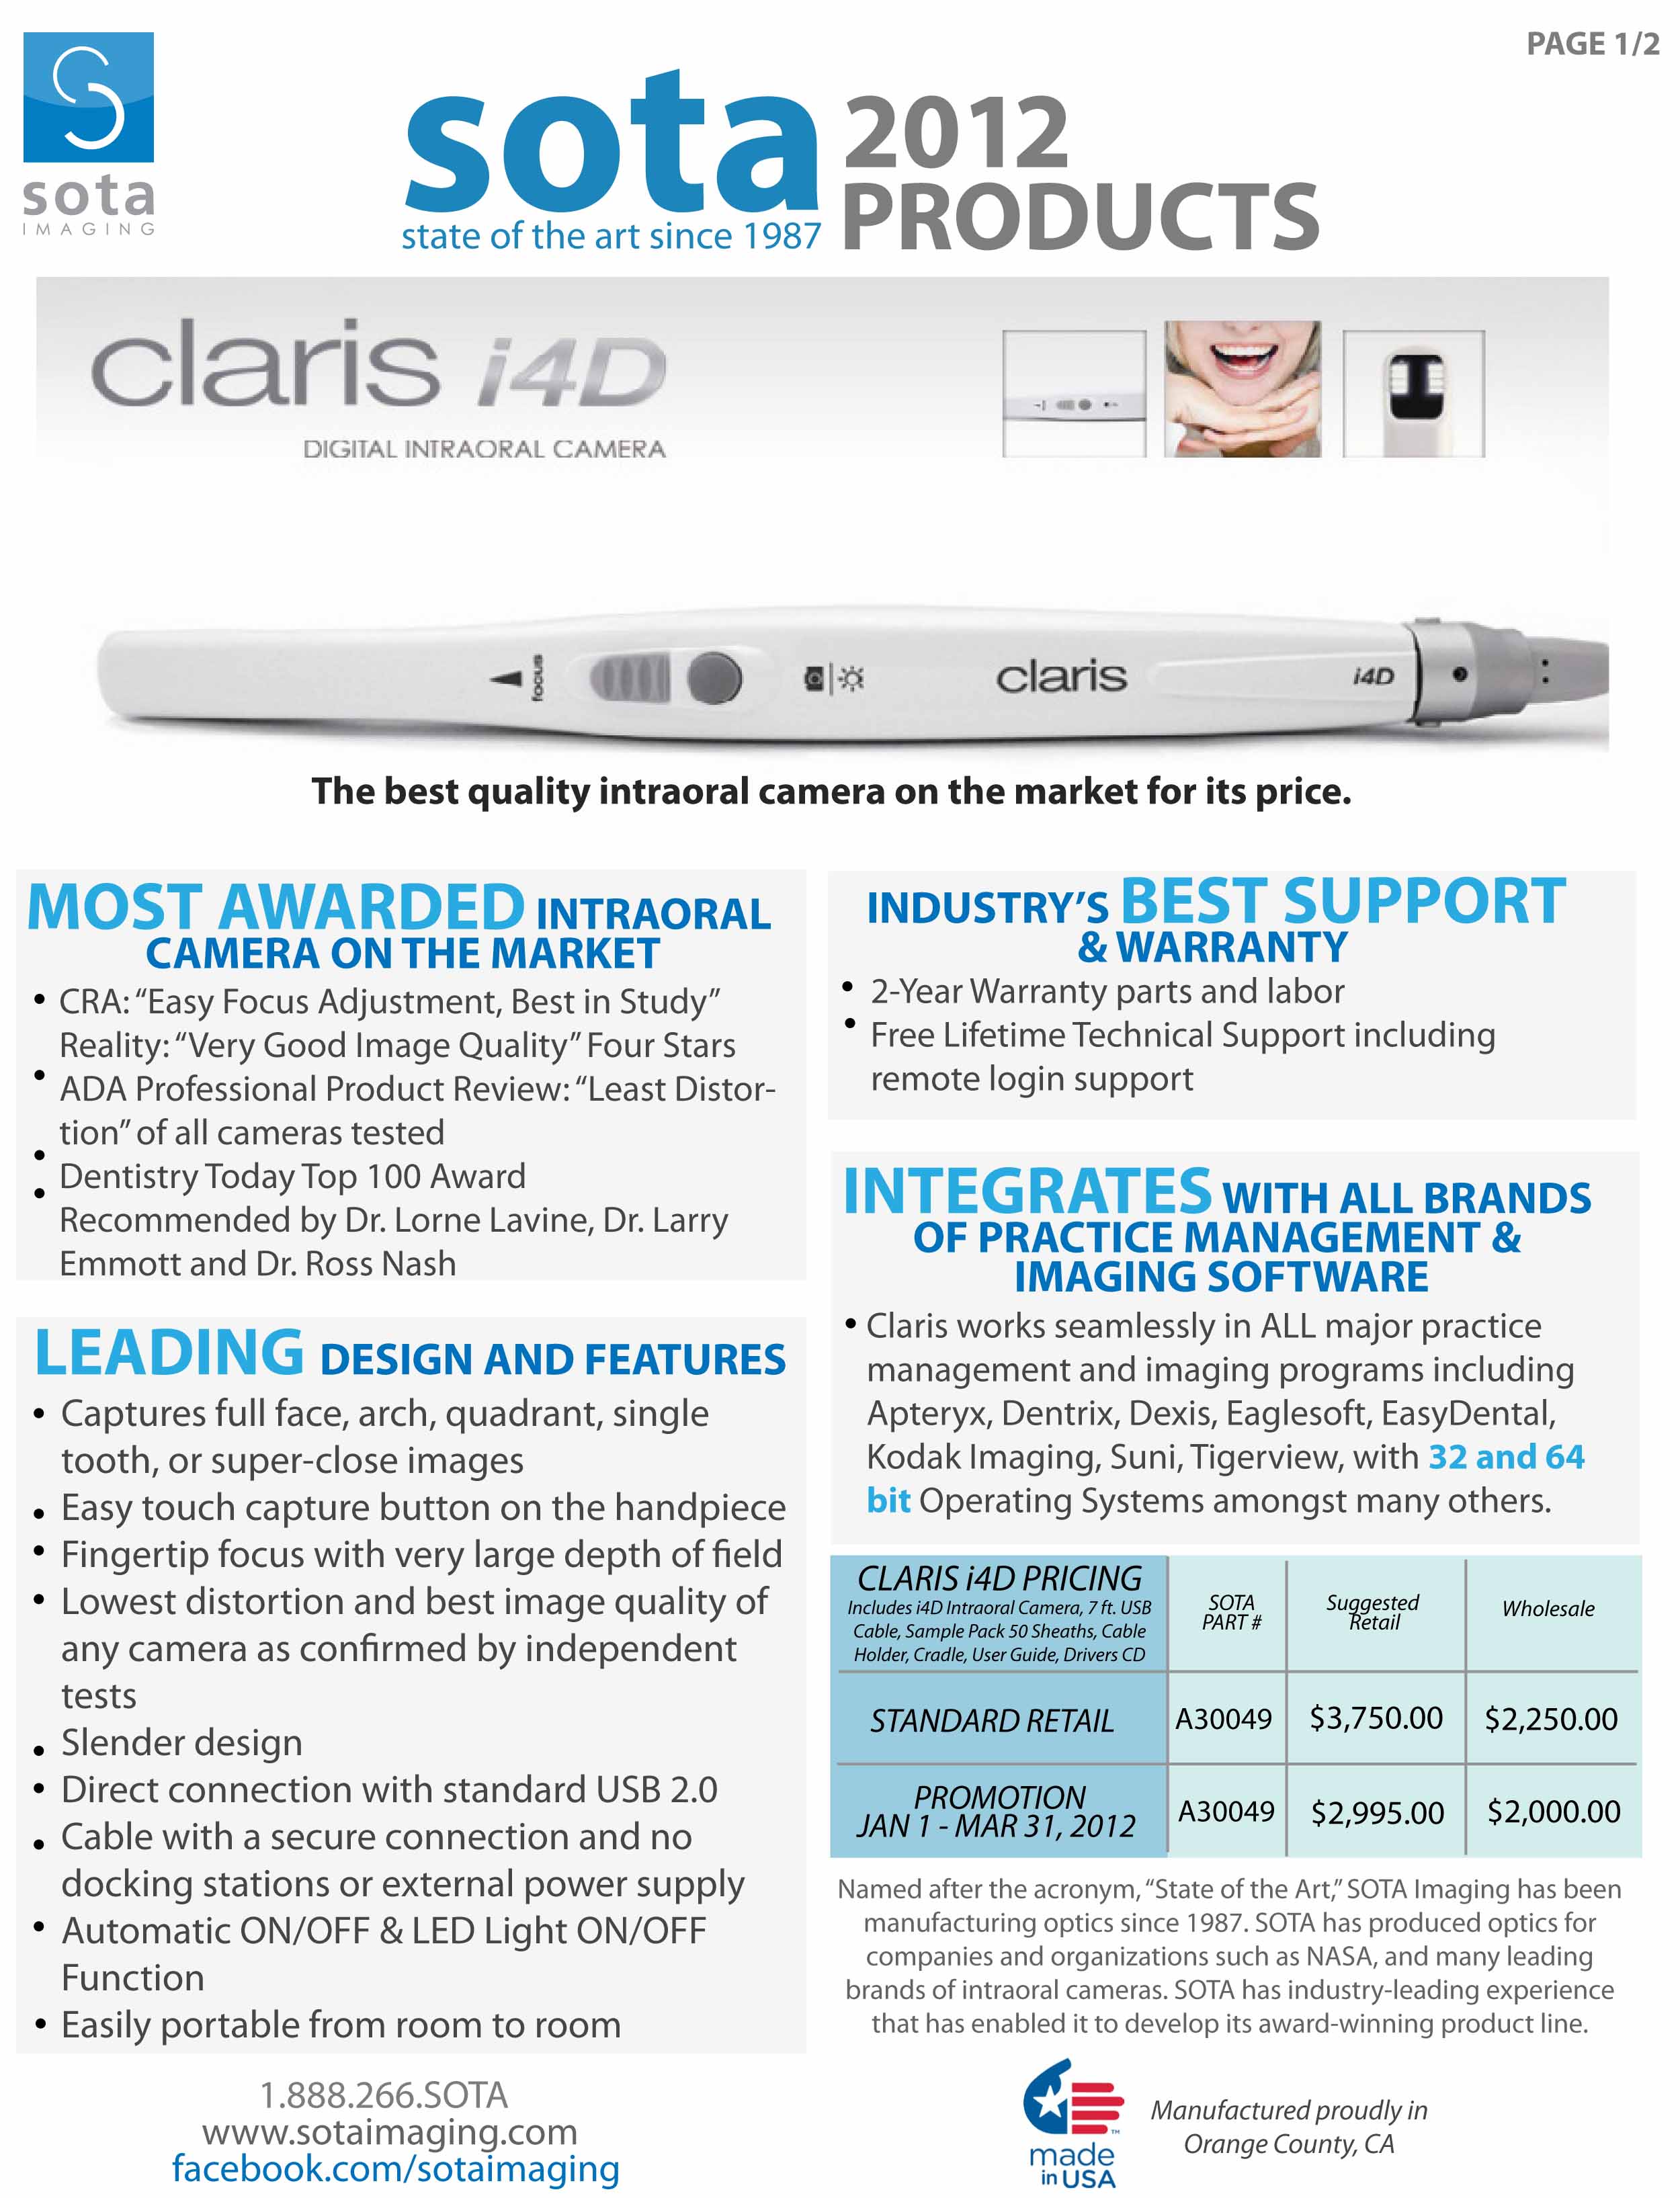 PAGE 1/2
sota
IMAGING
sota
state of the art since 1987
2012
PRODUCTS
claris i4D
DIGITAL INTRAORAL CAMERA
focus
claris
i4D
The best quality intraoral camera on the market for its price.
MOST AWARDED INTRAORAL
CAMERA ON THE MARKET
• CRA: “Easy Focus Adjustment, Best in Study”
Reality: “Very Good Image Quality” Four Stars
• ADA Professional Product Review: “Least Distor-
tion” of all cameras tested
• Dentistry Today Top 100 Award
• Recommended by Dr. Lorne Lavine, Dr. Larry
Emmott and Dr. Ross Nash
LEADING DESIGN AND FEATURES
• Captures full face, arch, quadrant, single
tooth, or super-close images
• Easy touch capture button on the handpiece
• Fingertip focus with very large depth of field
• Lowest distortion and best image quality of
any camera as confirmed by independent
tests
• Slender design
• Direct connection with standard USB 2.0
• Cable with a secure connection and no
docking stations or external power supply
• Automatic ON/OFF & LED Light ON/OFF
Function
• Easily portable from room to room
1.888.266.SOTA
www.sotaimaging.com
facebook.com/sotaimaging
INDUSTRY’S BEST SUPPORT
& WARRANTY
• 2-Year Warranty parts and labor
• Free Lifetime Technical Support including
remote login support
INTEGRATES WITH ALL BRANDS
OF PRACTICE MANAGEMENT &
IMAGING SOFTWARE
• Claris works seamlessly in ALL major practice
management and imaging programs including
Apteryx, Dentrix, Dexis, Eaglesoft, EasyDental,
Kodak Imaging, Suni, Tigerview, with 32 and 64
bit Operating Systems amongst many others.
CLARIS i4D PRICING
Includes i4D Intraoral Camera, 7 ft. USB
Cable, Sample Pack 50 Sheaths, Cable
Holder, Cradle, User Guide, Drivers CD
SOTA
PART #
Suggested
Retail
Wholesale
STANDARD RETAIL A30049 $3,750.00 $2,250.00
PROMOTION
JAN 1 - MAR 31, 2012 A30049 $2,995.00 $2,000.00
Named after the acronym, “State of the Art,” SOTA Imaging has been
manufacturing optics since 1987. SOTA has produced optics for
companies and organizations such as NASA, and many leading
brands of intraoral cameras. SOTA has industry-leading experience
that has enabled it to develop its award-winning product line.
TM
made
in USA
Manufactured proudly in
Orange County, CA